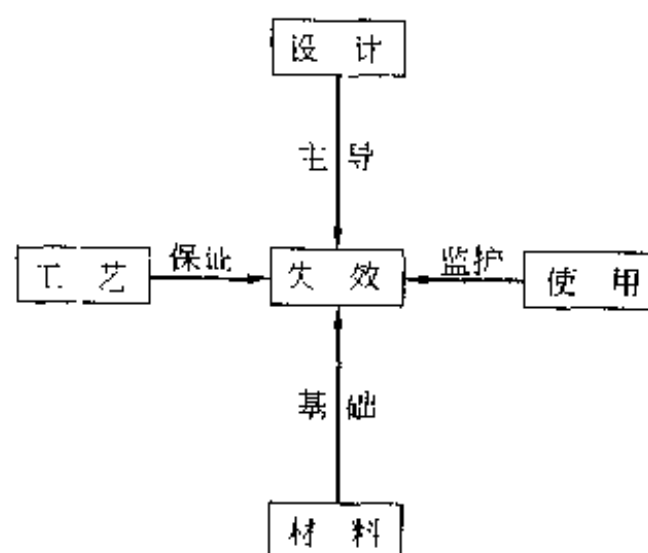 设 计
主 导
工 艺
保证
失 效
监护
使 用
基 础
材 料